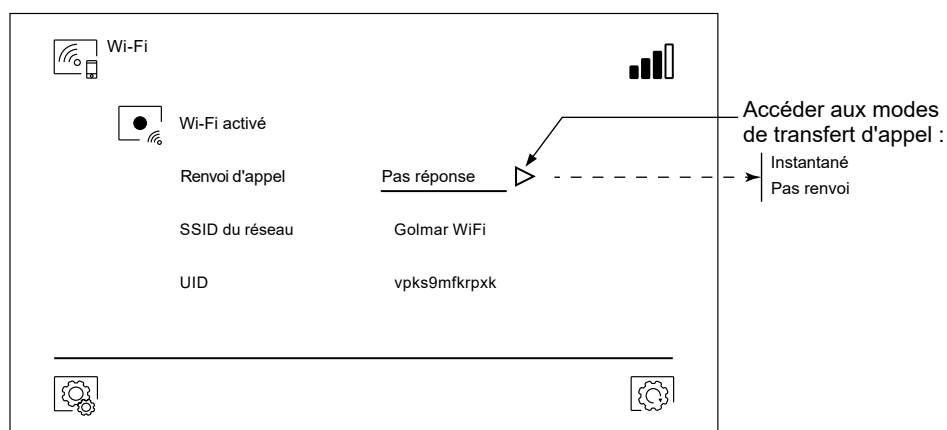 Wi-Fi
Wi-Fi activé
Accéder aux modes
de transfert d'appel :
Renvoi d'appel Pas réponse
Instantané
Pas renvoi
SSID du réseau Golmar WiFi
UID vpks9mfkrpxk